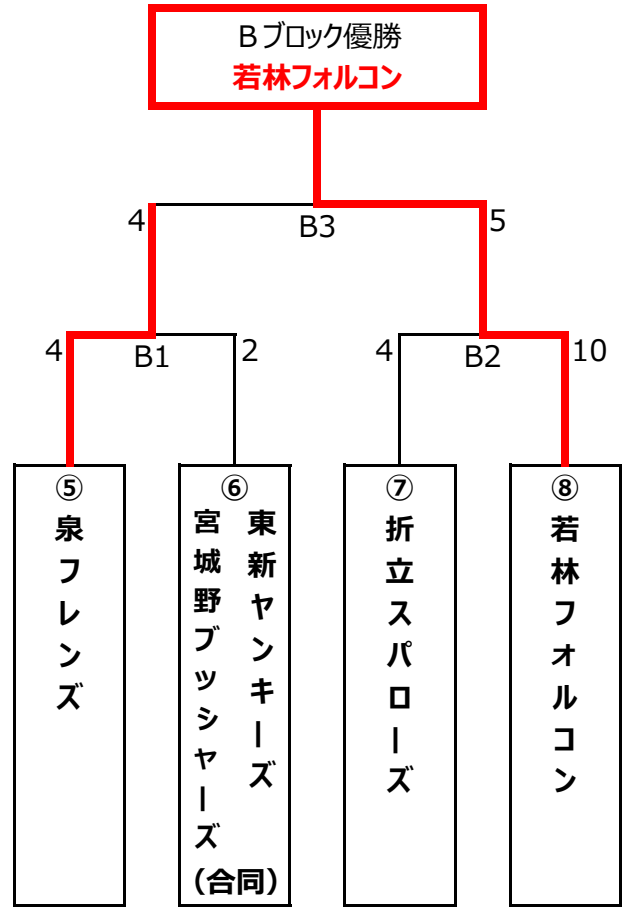 Bブロック優勝
若林フォルコン
4
B3
5
4
B1
2
4
B2
10
⑤
泉フレンズ
⑥
東新ヤンキーズ
宮城野ブッシャーズ
(合同)
⑦
折立スパローズ
⑧
若林フォルコン